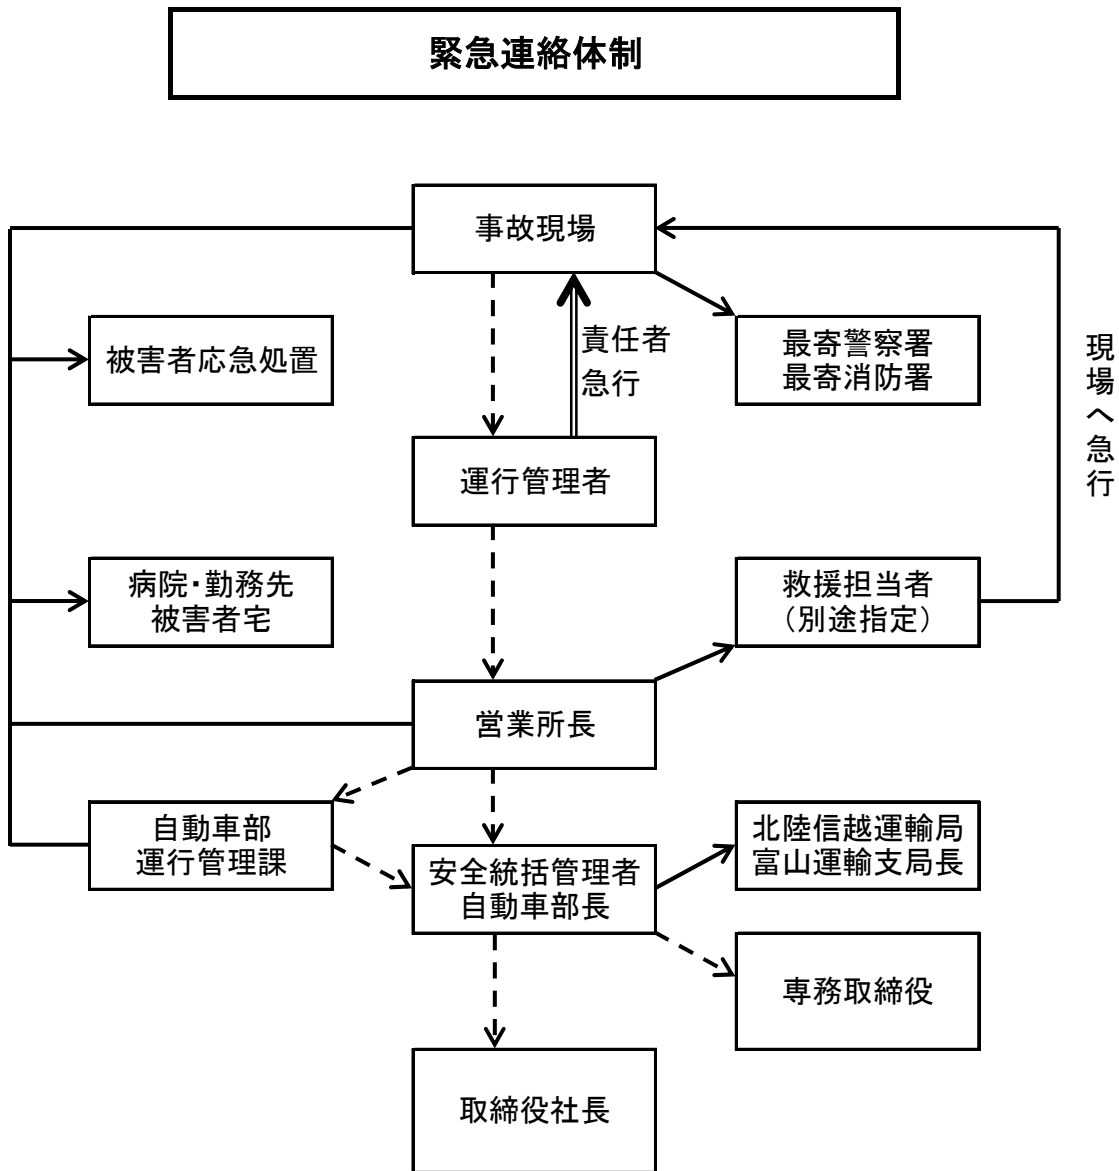 緊急連絡体制
事故現場
責任者
急行
被害者応急処置
最寄警察署
最寄消防署
現場へ急行
運行管理者
病院・勤務先
被害者宅
救援担当者
（別途指定）
営業所長
自動車部
運行管理課
安全統括管理者
自動車部長
北陸信越運輸局
富山運輸支局長
専務取締役
取締役社長